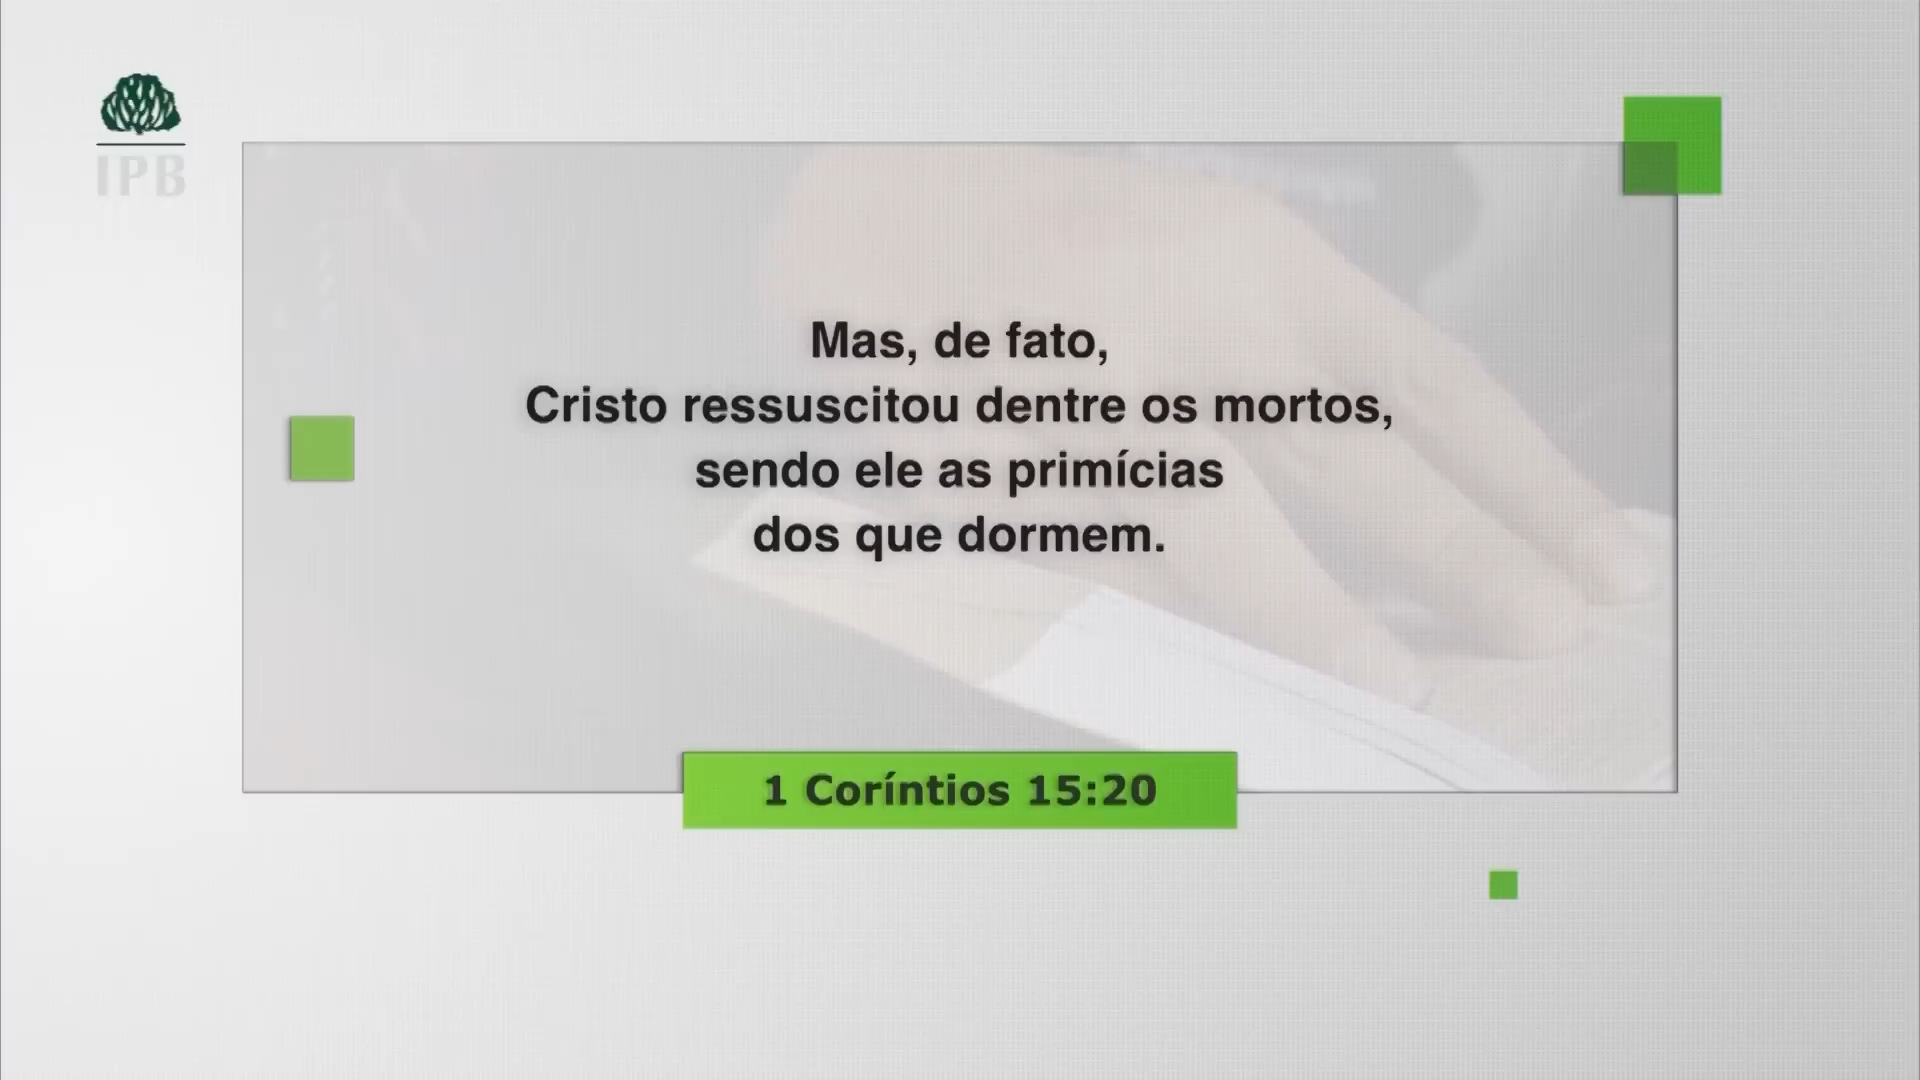 IPB
Mas, de fato,
Cristo ressuscitou dentre os mortos,
sendo ele as primícias
dos que dormem.
1 Coríntios 15:20